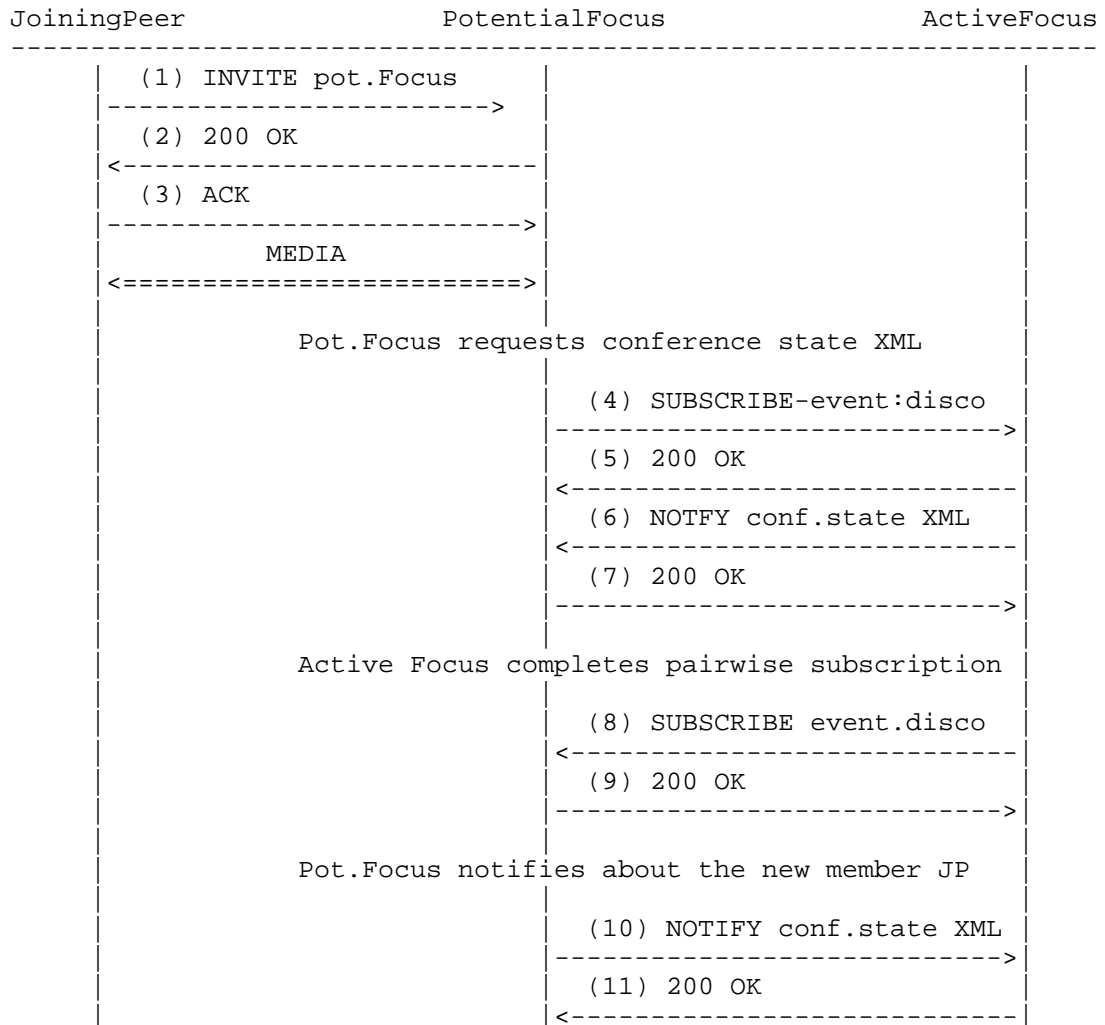 JoiningPeer PotentialFocus ActiveFocus
(1) INVITE pot.Focus
(2) 200 OK
(3) ACK
MEDIA
Pot.Focus requests conference state XML
(4) SUBSCRIBE-event:disco
(5) 200 OK
(6) NOTFY conf.state XML
(7) 200 OK
Active Focus completes pairwise subscription
(8) SUBSCRIBE event.disco
(9) 200 OK
Pot.Focus notifies about the new member JP
(10) NOTIFY conf.state XML
(11) 200 OK